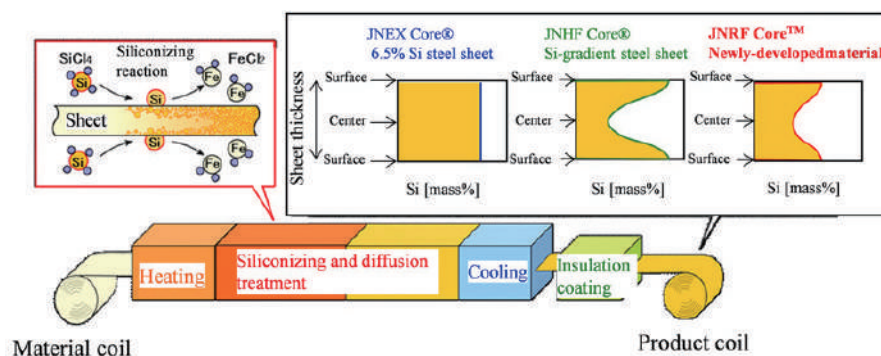 SiCl4
Siliconizing
reaction
FeCl2
Si
Fe
Fe
Si
Sheet
Si
Si
Fe
Fe
JNEX Core®
6.5% Si steel sheet
JNHF Core®
Si-gradient steel sheet
JNRF Core™
Newly-developedmaterial
Sheet thickness
Surface
Center
Surface
Si [mass%]
Surface
Center
Surface
Si [mass%]
Surface
Center
Surface
Si [mass%]
Heating
Siliconizing and diffusion
treatment
Cooling
Insulation
coating
Material coil
Product coil